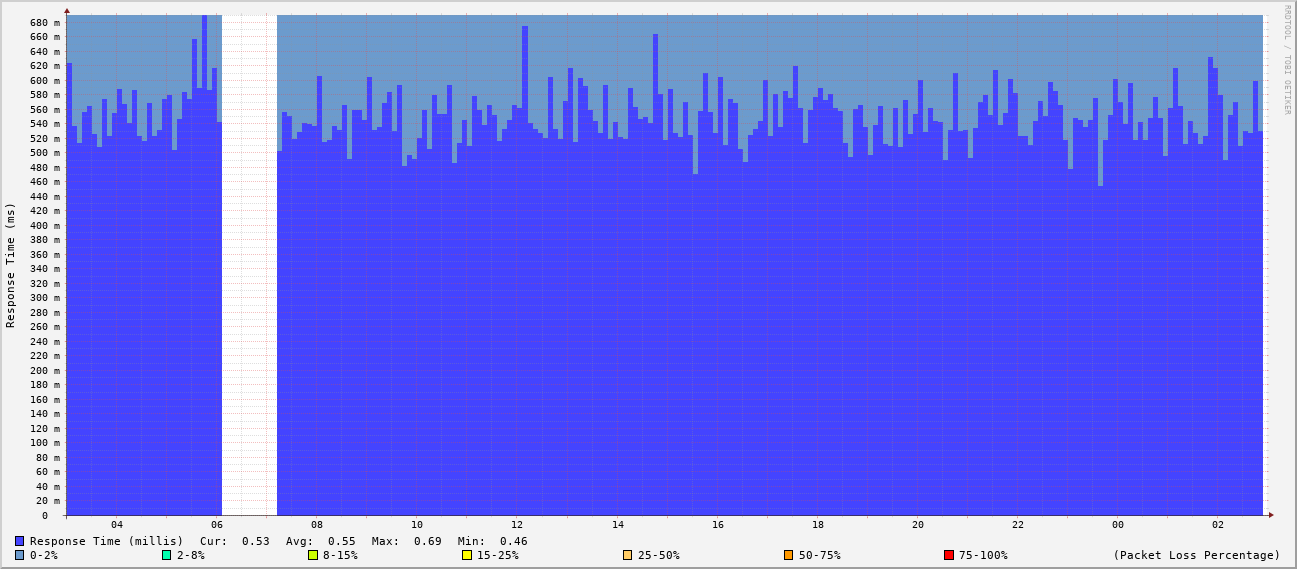 RRDTOOL / TOBI OETIKER
Response Time (ms)
680 m
660 m
640 m
620 m
600 m
580 m
560 m
540 m
520 m
500 m
480 m
460 m
440 m
420 m
400 m
380 m
360 m
340 m
320 m
300 m
280 m
260 m
240 m
220 m
200 m
180 m
160 m
140 m
120 m
100 m
80 m
60 m
40 m
20 m
0
04 06 08 10 12 14 16 18 20 22 00 02
Response Time (millis) Cur: 0.53 Avg: 0.55 Max: 0.69 Min: 0.46
0-2% 2-8% 8-15% 15-25% 25-50% 50-75% 75-100% (Packet Loss Percentage)